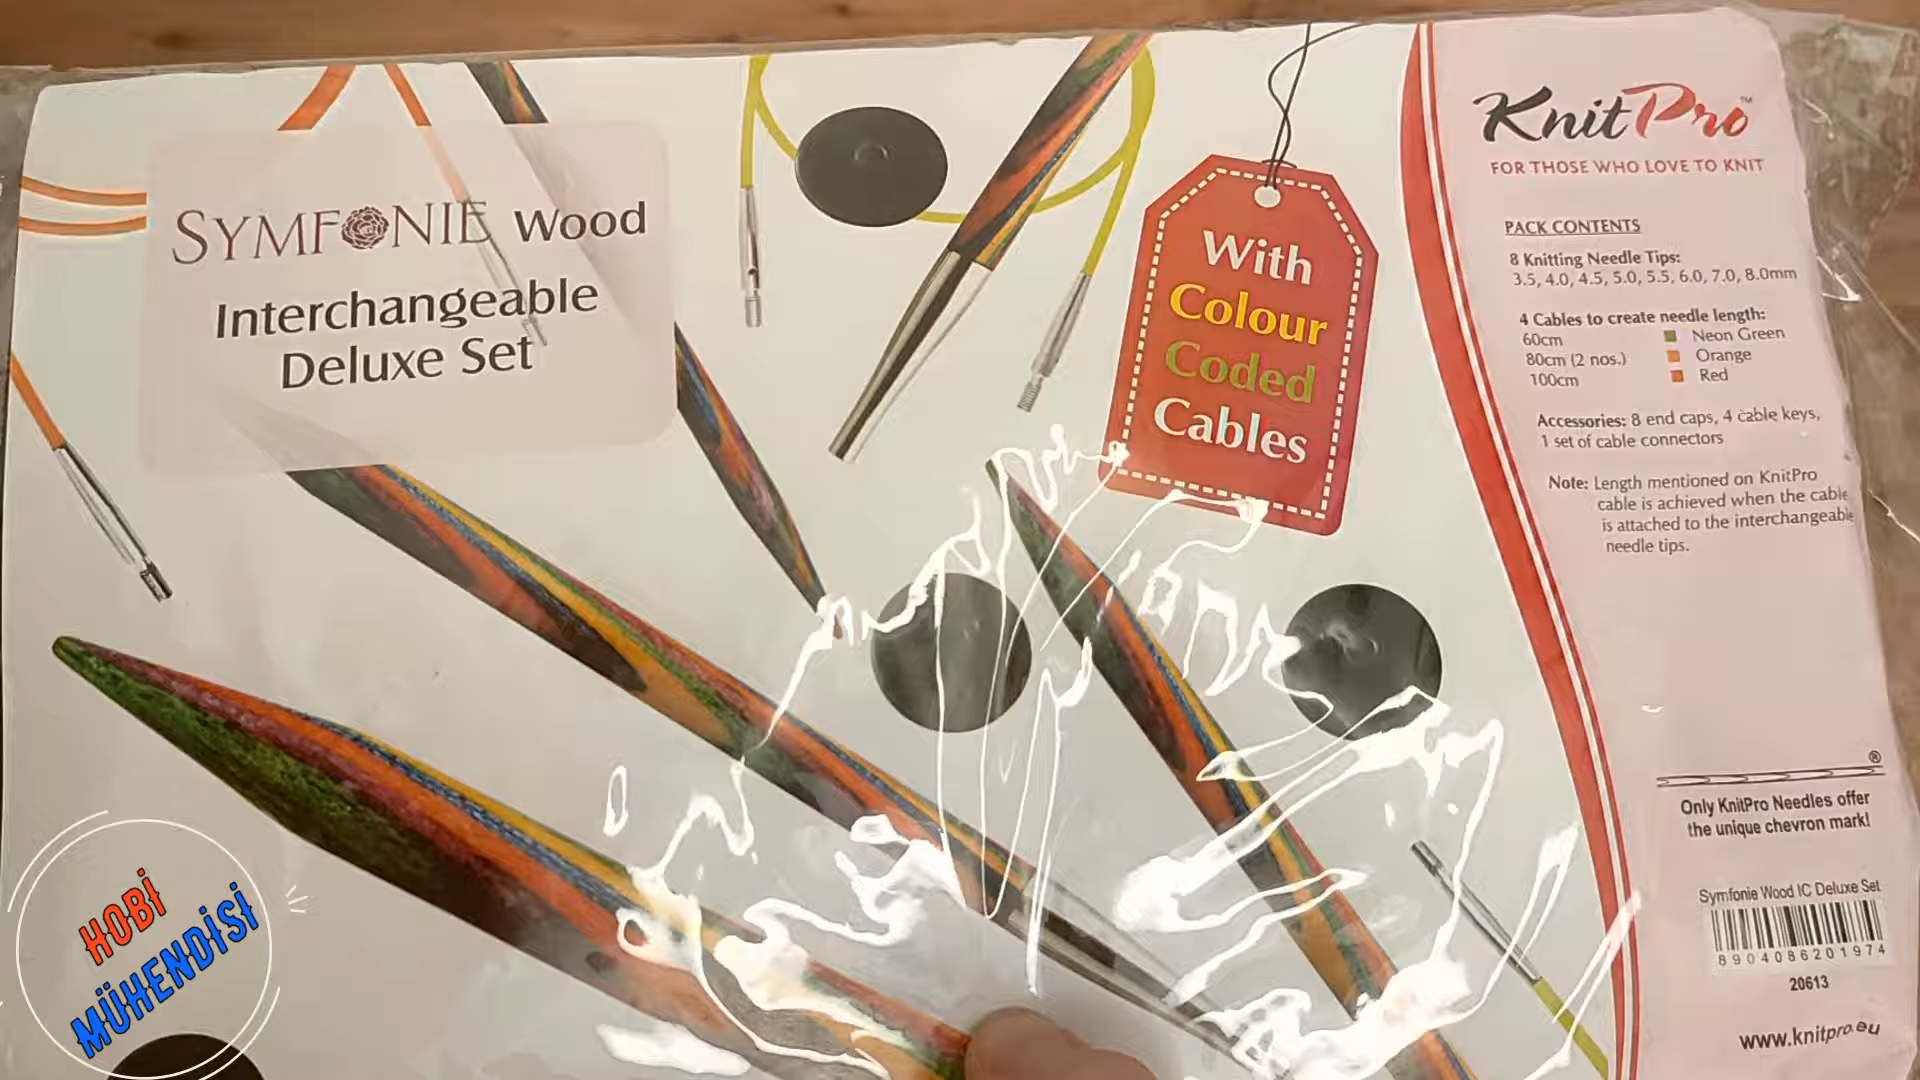 SYMFONIE Wood
Interchangeable
Deluxe Set
With
Colour
Coded
Cables
KnitPro™
FOR THOSE WHO LOVE TO KNIT
PACK CONTENTS
8 Knitting Needle Tips:
3.5, 4.0, 4.5, 5.0, 5.5, 6.0, 7.0, 8.0mm
4 Cables to create needle length:
60cm Neon Green
80cm (2 nos.) Orange
100cm Red
Accessories: 8 end caps, 4 cable keys,
1 set of cable connectors
Note: Length mentioned on KnitPro
cable is achieved when the cable
is attached to the interchangeable
needle tips.
®
Only KnitPro Needles offer
the unique chevron mark!
Symfonie Wood IC Deluxe Set
8904086201974
20613
www.knitpro.eu
HOBİ
MÜHENDİSİ